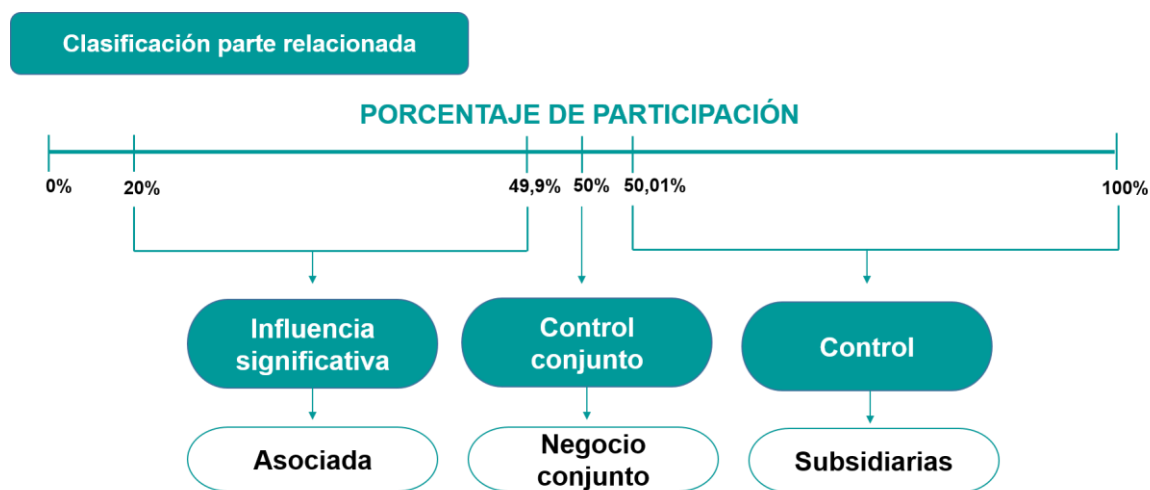 Clasificación parte relacionada
PORCENTAJE DE PARTICIPACIÓN
0%
20%
49,9%
50%
50,01%
100%
Influencia
significativa
Control
conjunto
Control
Asociada
Negocio
conjunto
Subsidiarias